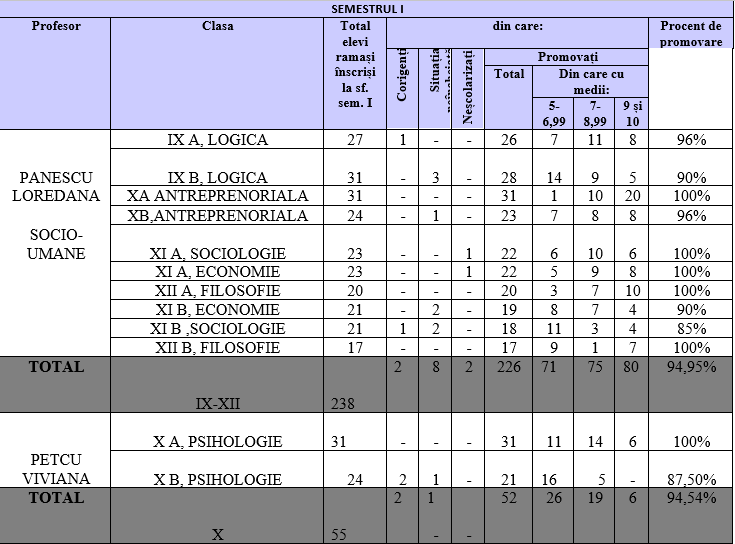 SEMESTRUL I
Profesor Clasa Total elevi ramași înscriși la sf. sem. I din care: Procent de promovare
Corigenți Situația Neșcolarizați Promovați
Total Din care cu medii:
5-6,99 7-8,99 9 și 10
IX A, LOGICA 27 1 - - 26 7 11 8 96%
PANESCU LOREDANA
SOCIO-UMANE
IX B, LOGICA 31 - 3 - 28 14 9 5 90%
XA ANTREPRENORIALA 31 - - - 31 1 10 20 100%
XB,ANTREPRENORIALA 24 - 1 - 23 7 8 8 96%
XI A, SOCIOLOGIE 23 - - 1 22 6 10 6 100%
XI A, ECONOMIE 23 - - 1 22 5 9 8 100%
XII A, FILOSOFIE 20 - - - 20 3 7 10 100%
XI B, ECONOMIE 21 - 2 - 19 8 7 4 90%
XI B ,SOCIOLOGIE 21 1 2 - 18 11 3 4 85%
XII B, FILOSOFIE 17 - - - 17 9 1 7 100%
TOTAL 2 8 2 226 71 75 80 94,95%
IX-XII 238
PETCU VIVIANA
X A, PSIHOLOGIE 31 - - - 31 11 14 6 100%
X B, PSIHOLOGIE 24 2 1 - 21 16 5 - 87,50%
TOTAL 2 1 52 26 19 6 94,54%
X 55 - -